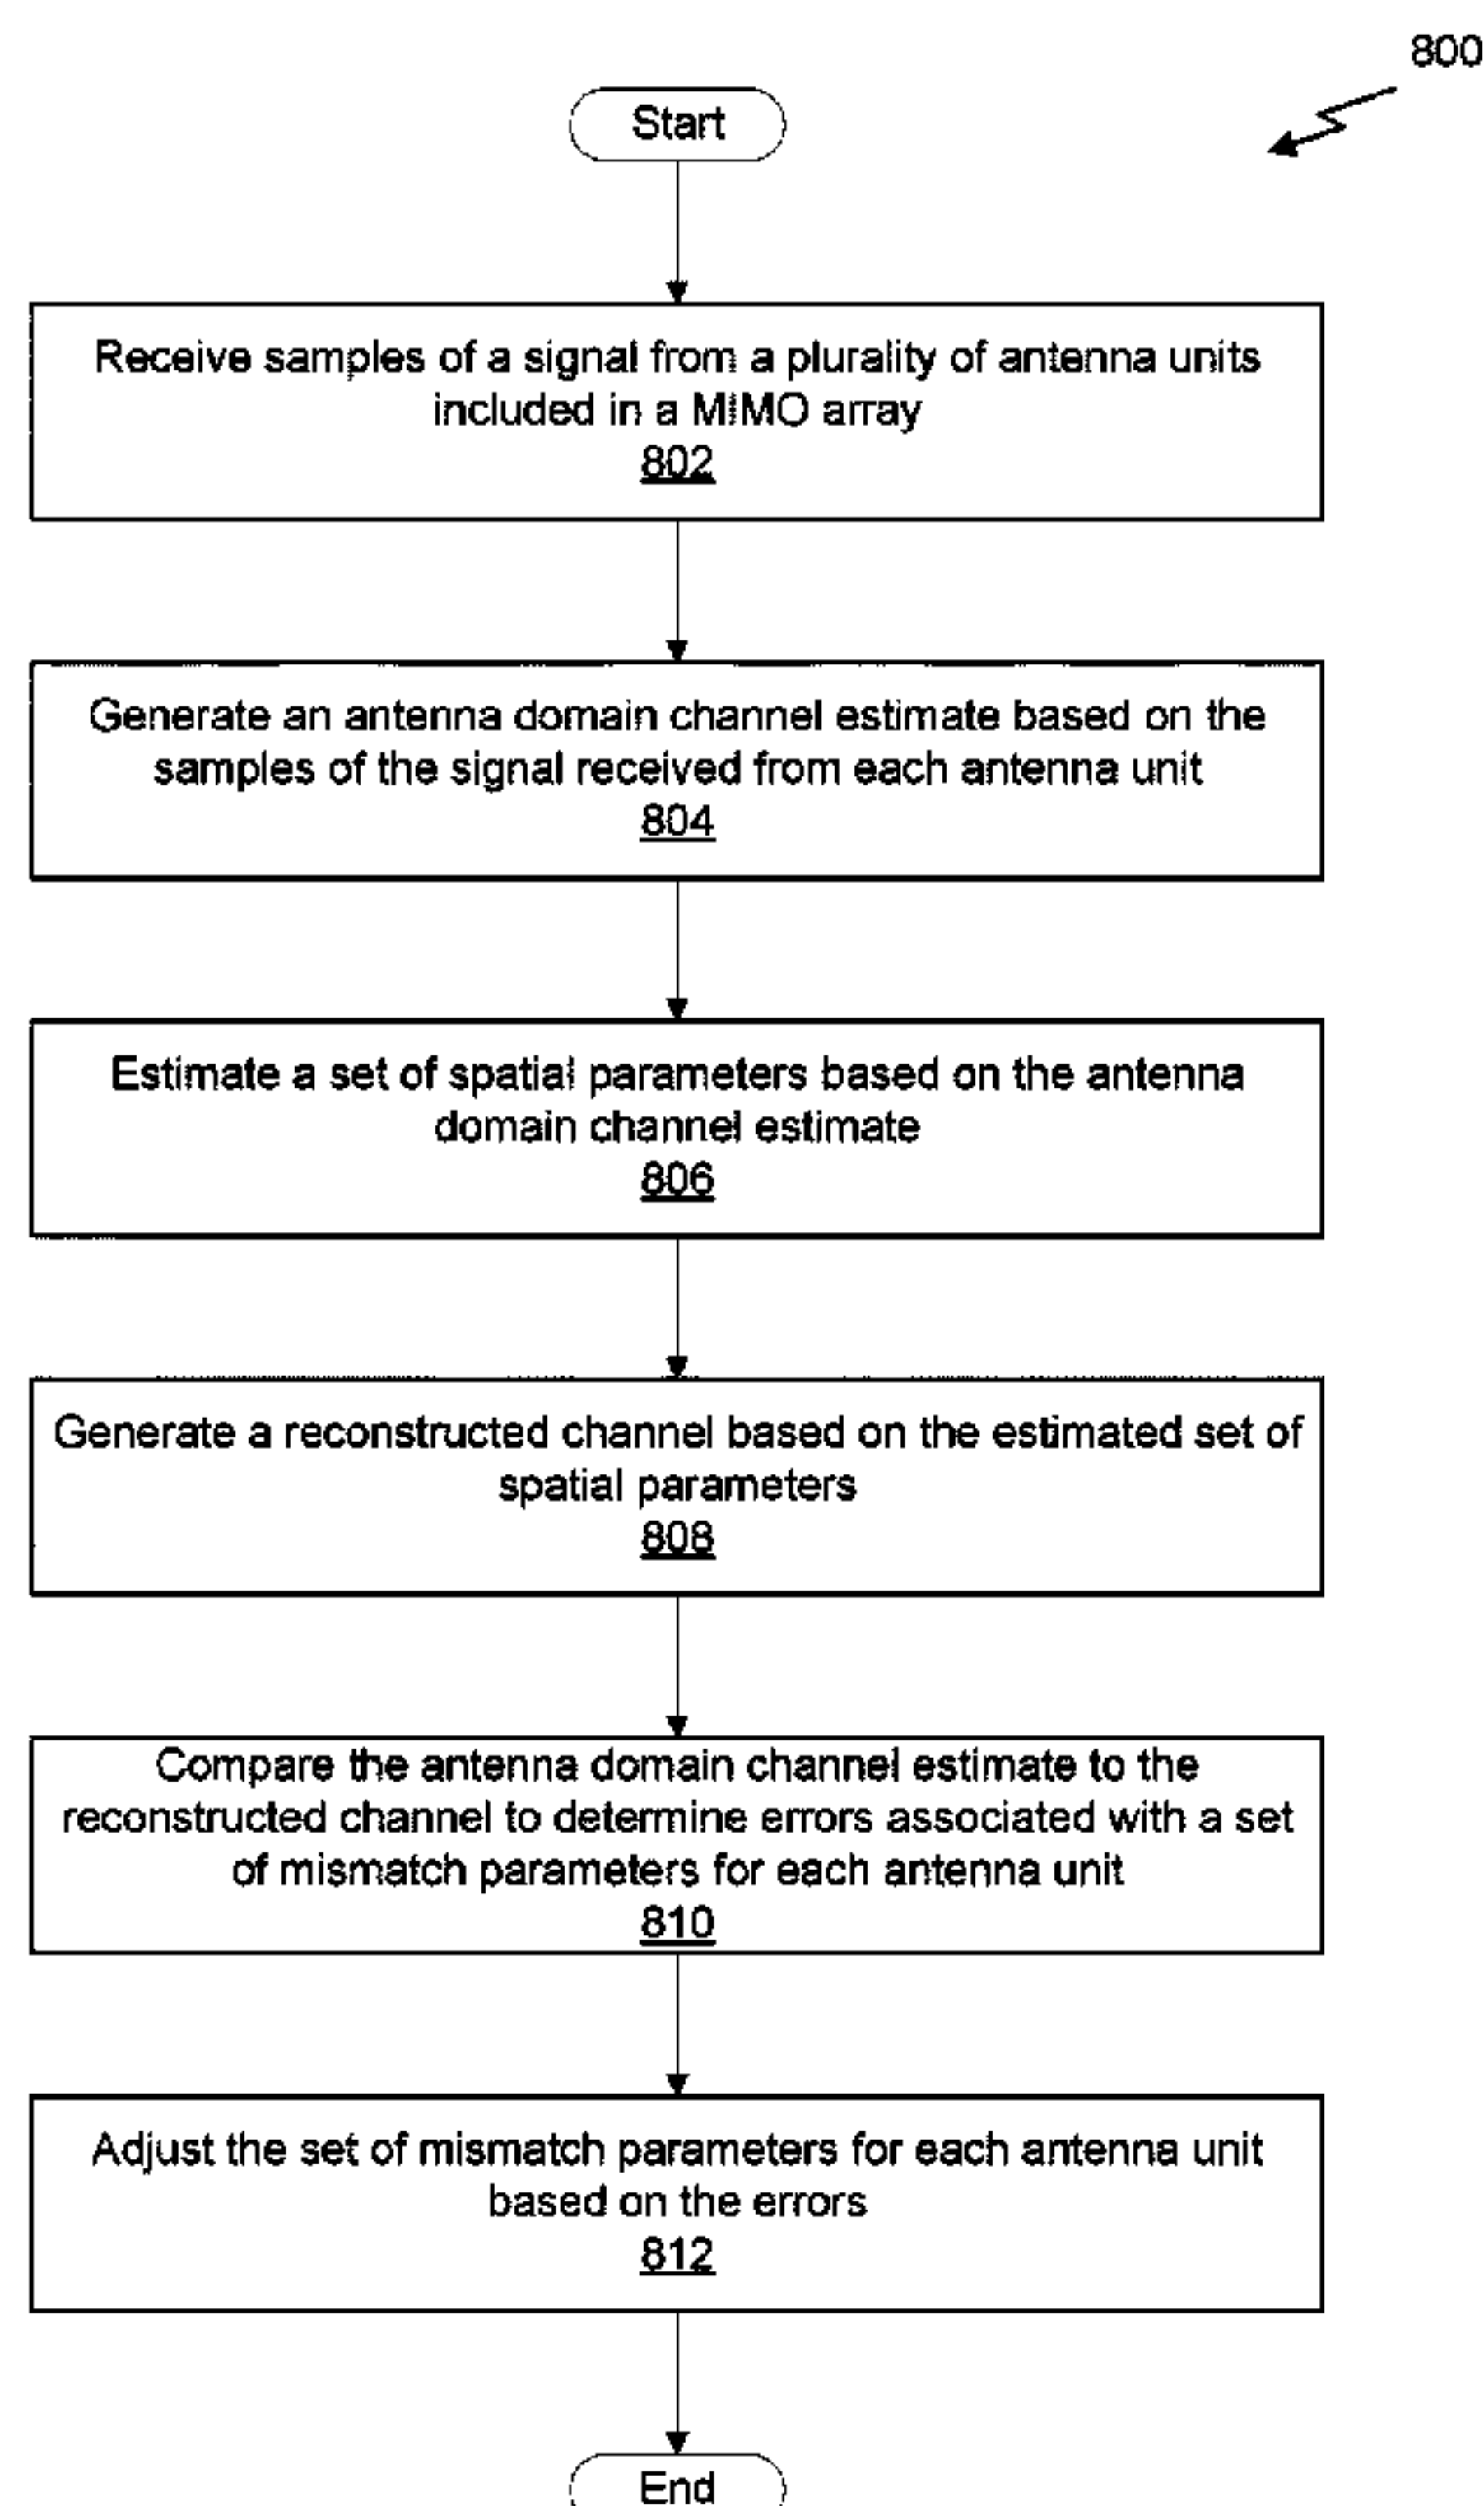 800
Start
Receive samples of a signal from a plurality of antenna units
included in a MIMO array
802
Generate an antenna domain channel estimate based on the
samples of the signal received from each antenna unit
804
Estimate a set of spatial parameters based on the antenna
domain channel estimate
806
Generate a reconstructed channel based on the estimated set of
spatial parameters
808
Compare the antenna domain channel estimate to the
reconstructed channel to determine errors associated with a set
of mismatch parameters for each antenna unit
810
Adjust the set of mismatch parameters for each antenna unit
based on the errors
812
End